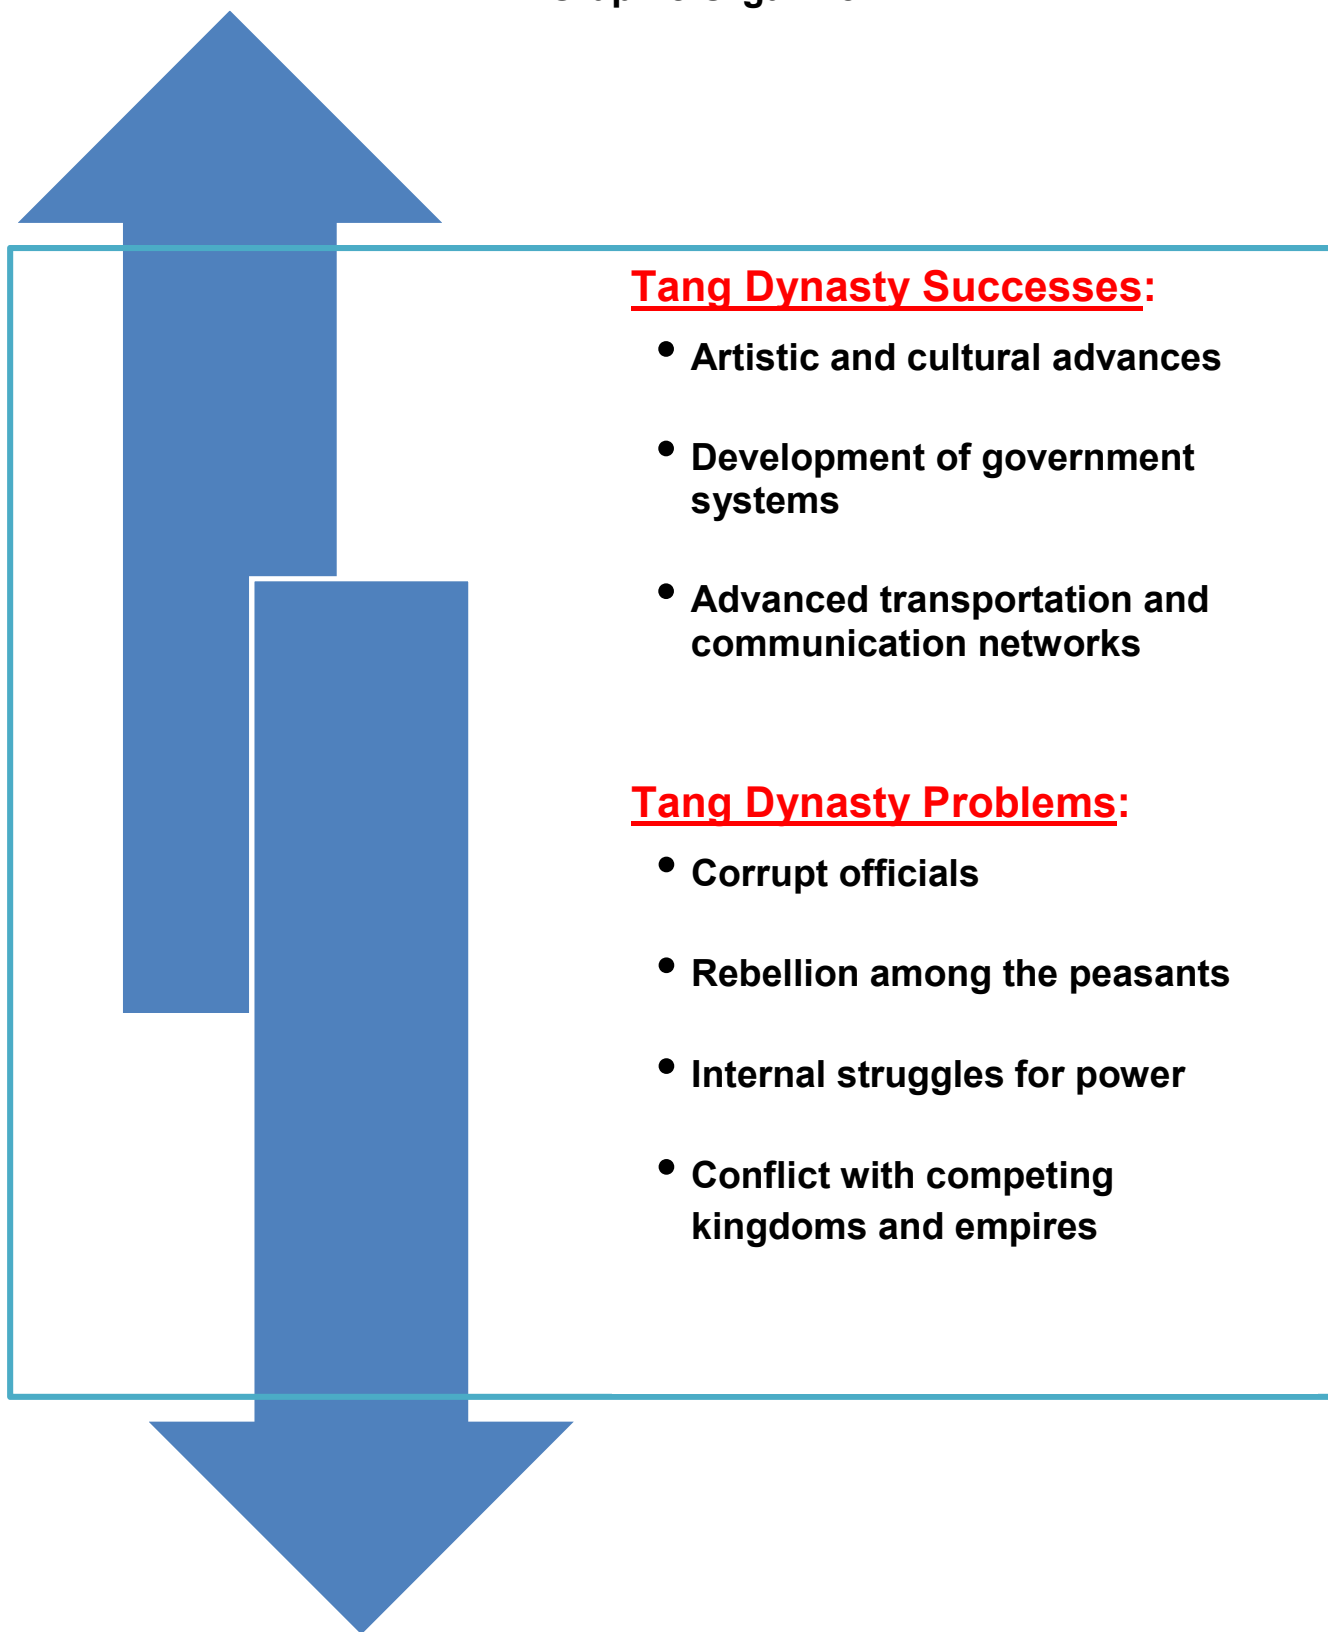 Tang Dynasty Successes:
• Artistic and cultural advances
• Development of government
systems
• Advanced transportation and
communication networks
Tang Dynasty Problems:
• Corrupt officials
• Rebellion among the peasants
• Internal struggles for power
• Conflict with competing
kingdoms and empires